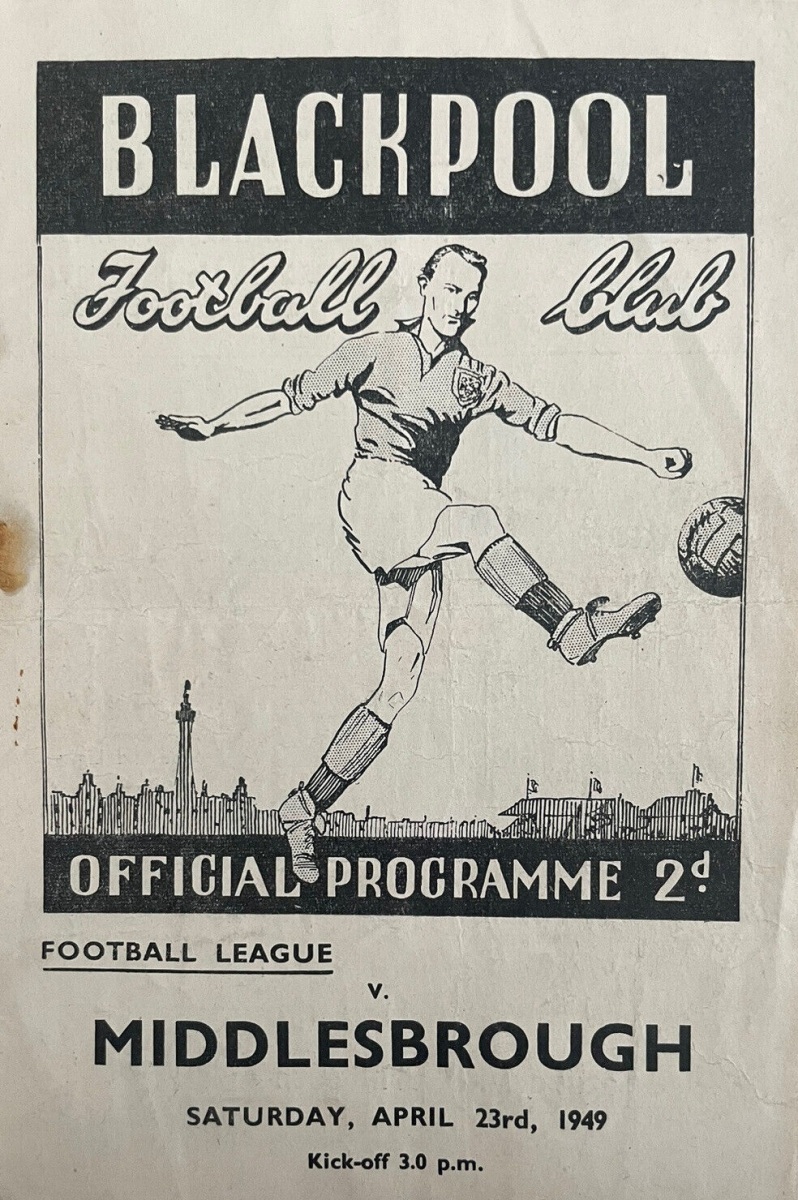 BLACKPOOL
Football Club
OFFICIAL PROGRAMME 2d.
FOOTBALL LEAGUE
v.
MIDDLESBROUGH
SATURDAY, APRIL 23rd, 1949
Kick-off 3.0 p.m.